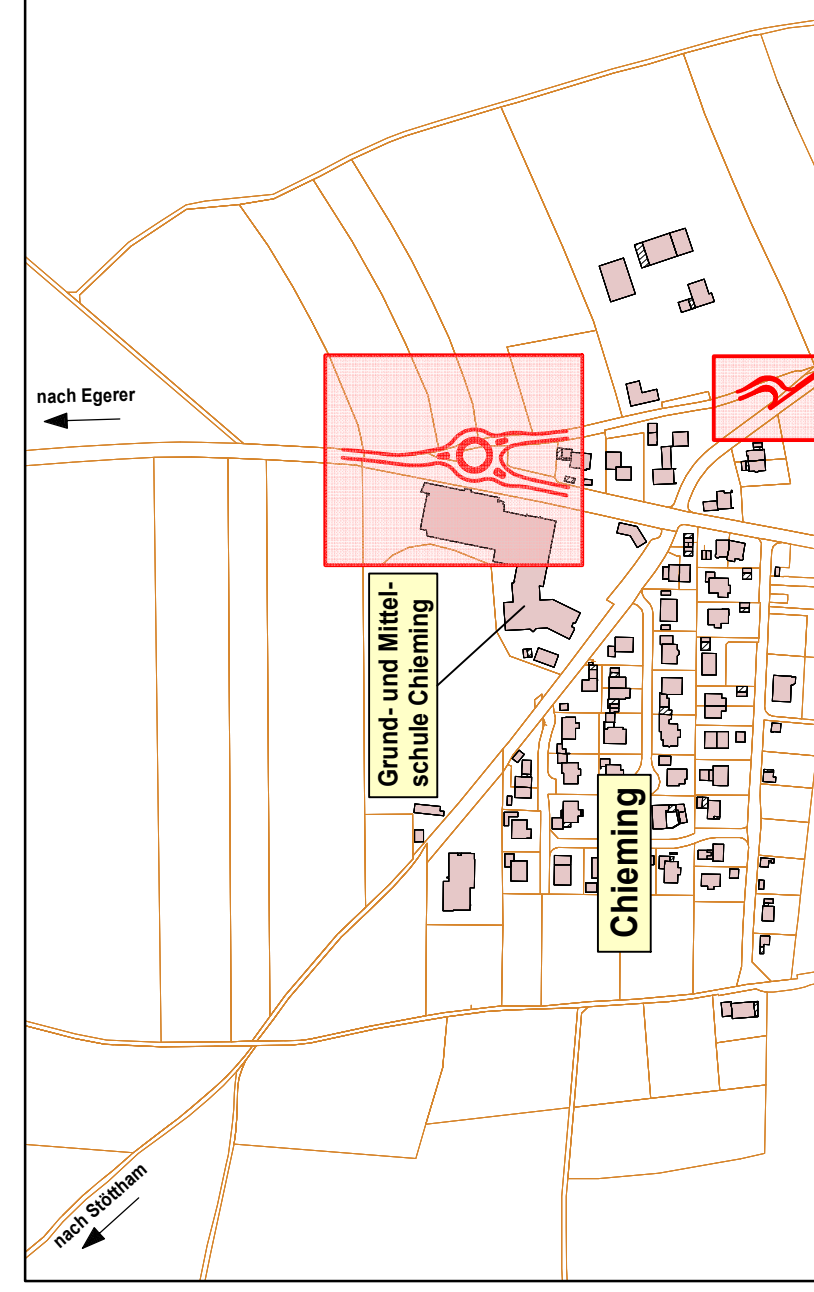 nach Egerer
Grund- und Mittel-
schule Chieming
Chieming
nach Stöttham